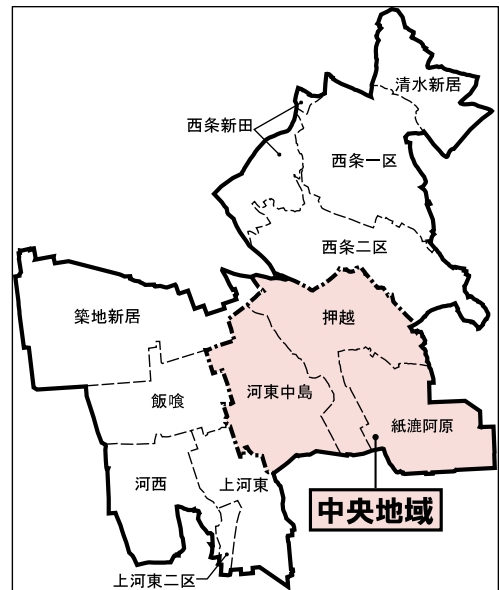 清水新居
西条新田
西条一区
西条二区
築地新居
押越
河東中島
飯喰
紙漉阿原
河西
上河東
中央地域
上河東二区